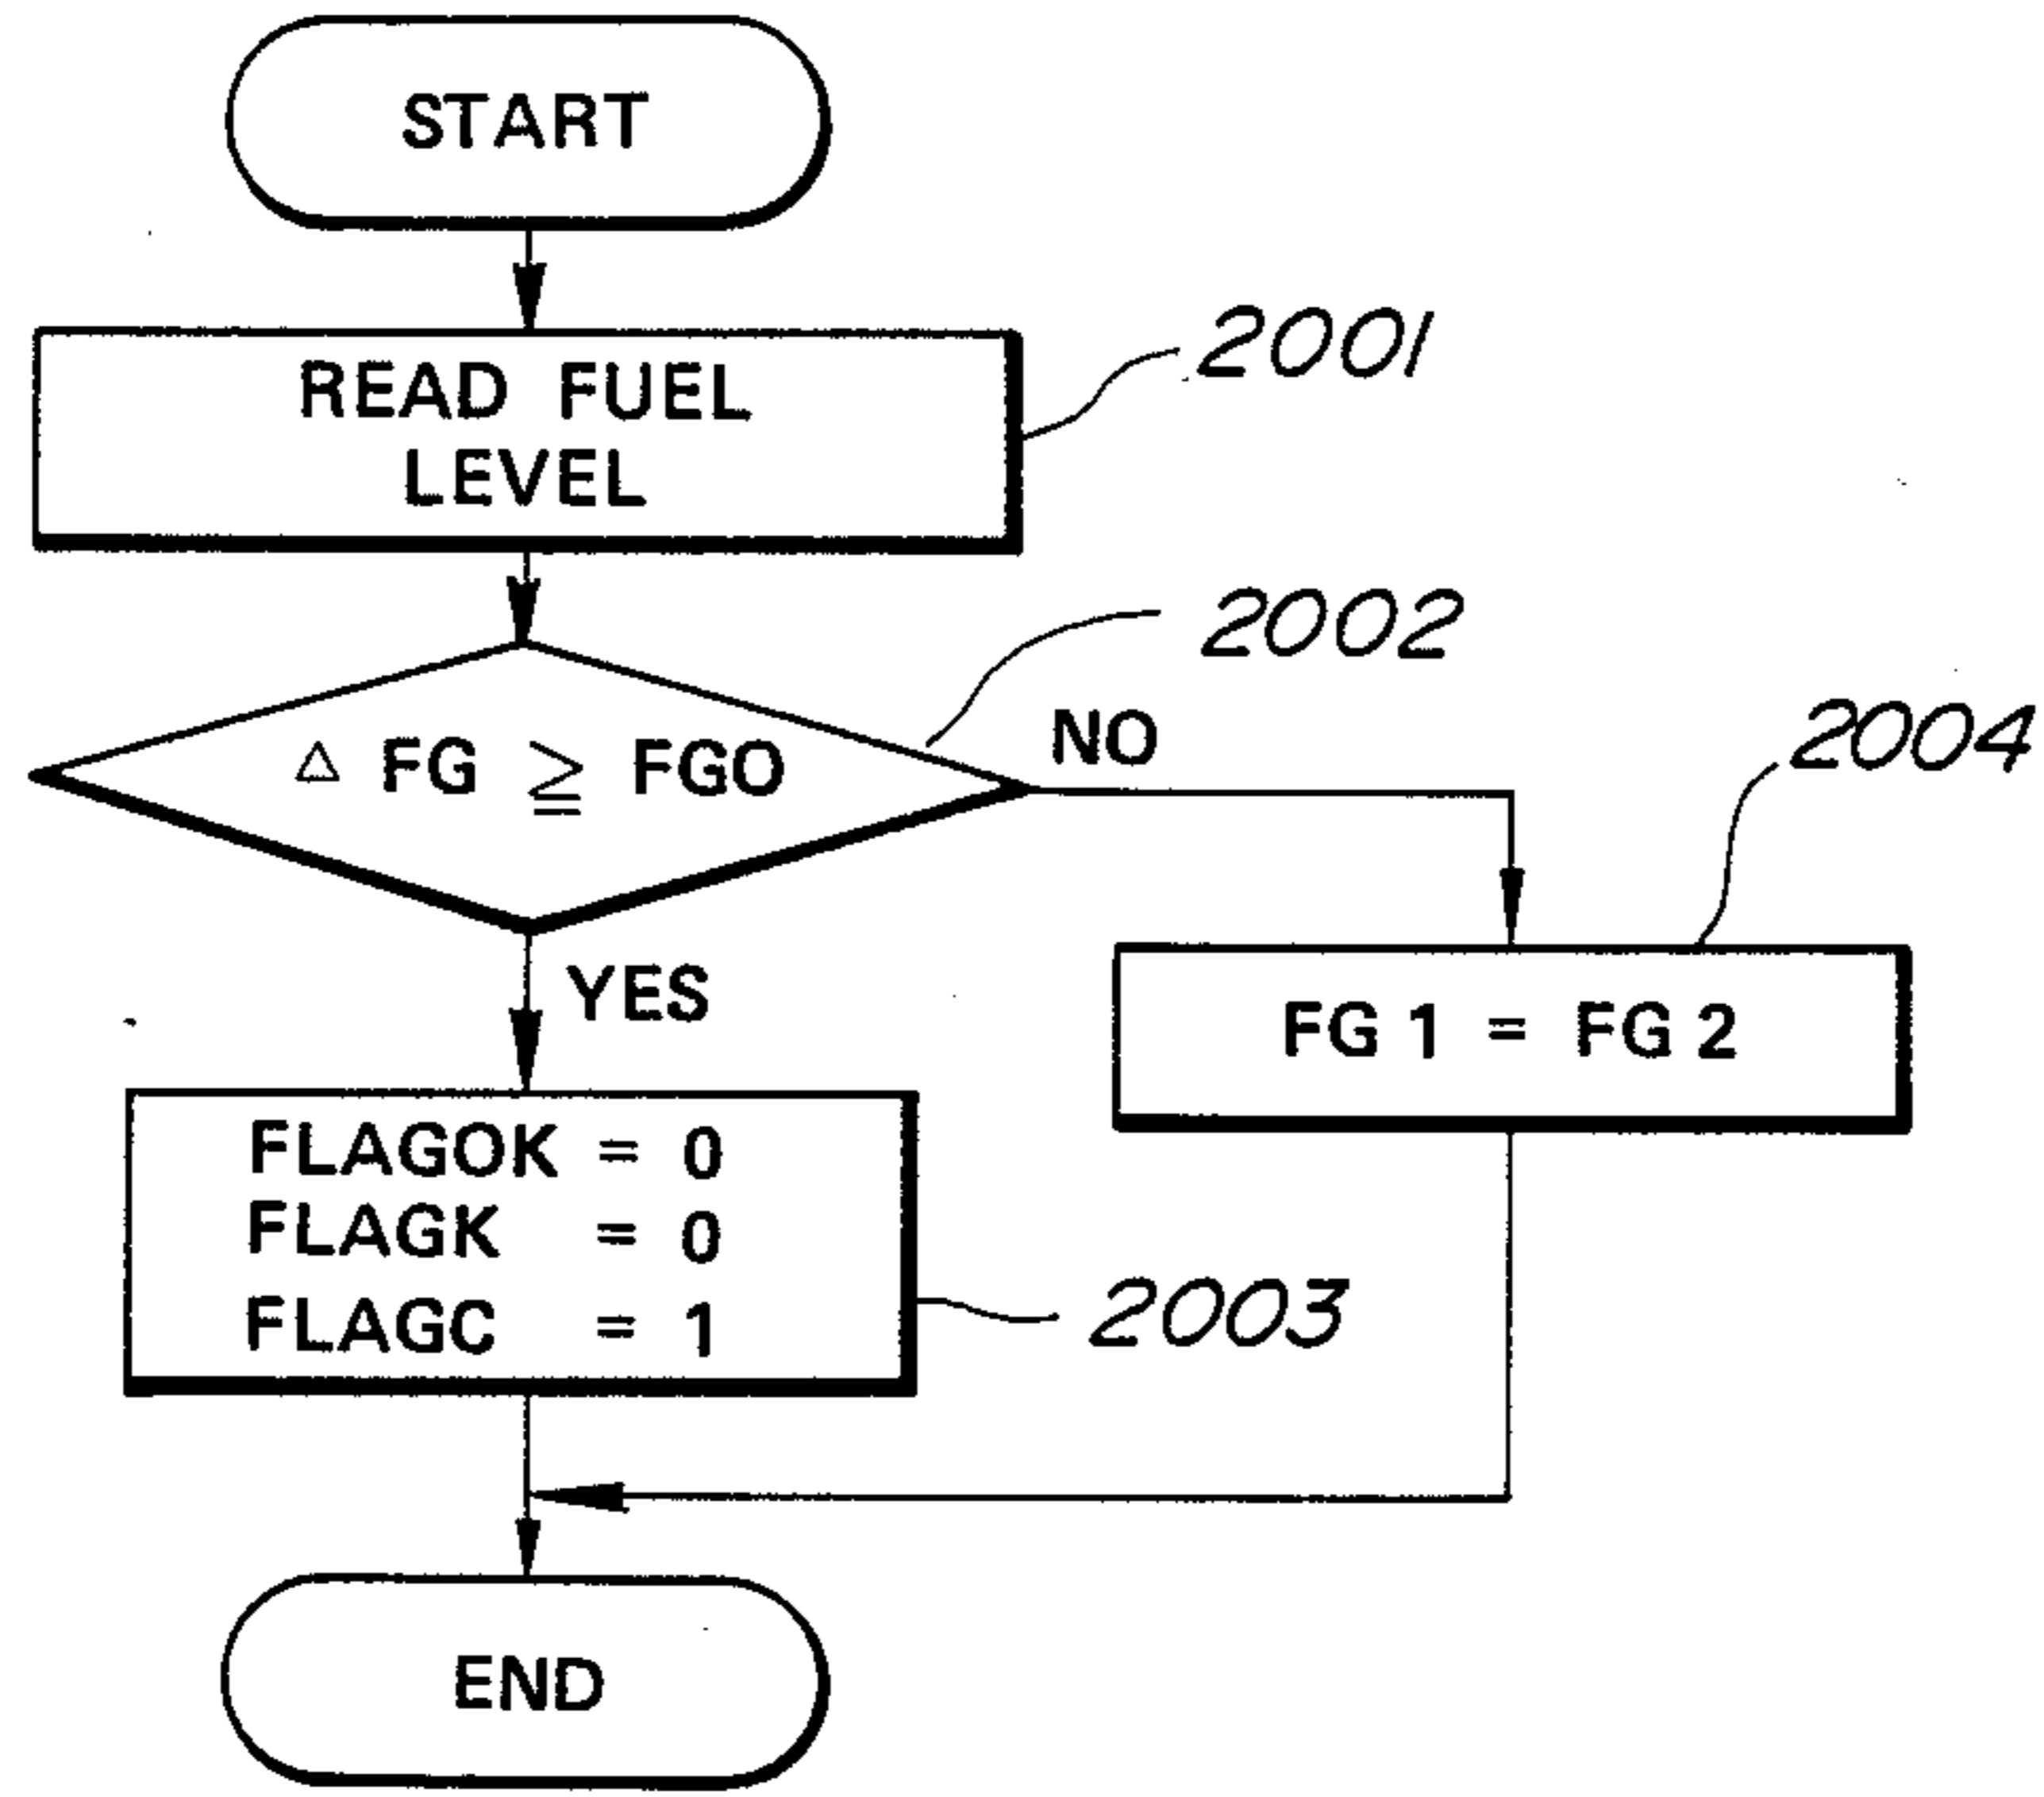 START
READ FUEL
LEVEL
2001
△ FG ≧ FGO
2002
NO
2004
YES
FG 1 = FG 2
FLAGOK = 0
FLAGK = 0
FLAGC = 1
2003
END